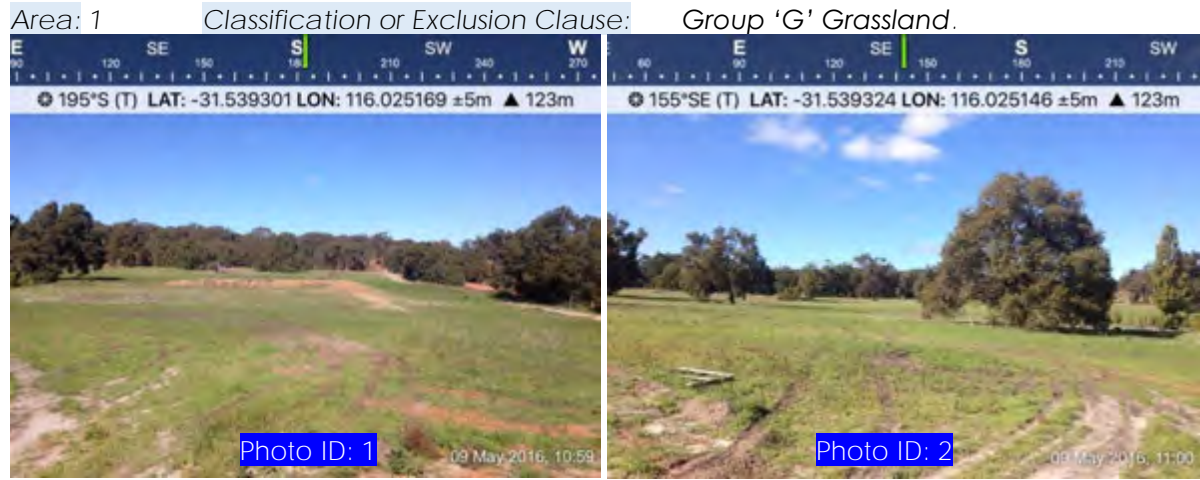 Area: 1 Classification or Exclusion Clause: Group ‘G’ Grassland.
E SE S SW W
90 120 150 180 210 240 270
195°S (T) LAT: -31.539301 LON: 116.025169 ±5m ▲ 123m
Photo ID: 1
09 May 2016, 10:59
E SE S SW
60 90 120 150 180 210
155°SE (T) LAT: -31.539324 LON: 116.025146 ±5m ▲ 123m
Photo ID: 2
09 May 2016, 11:00